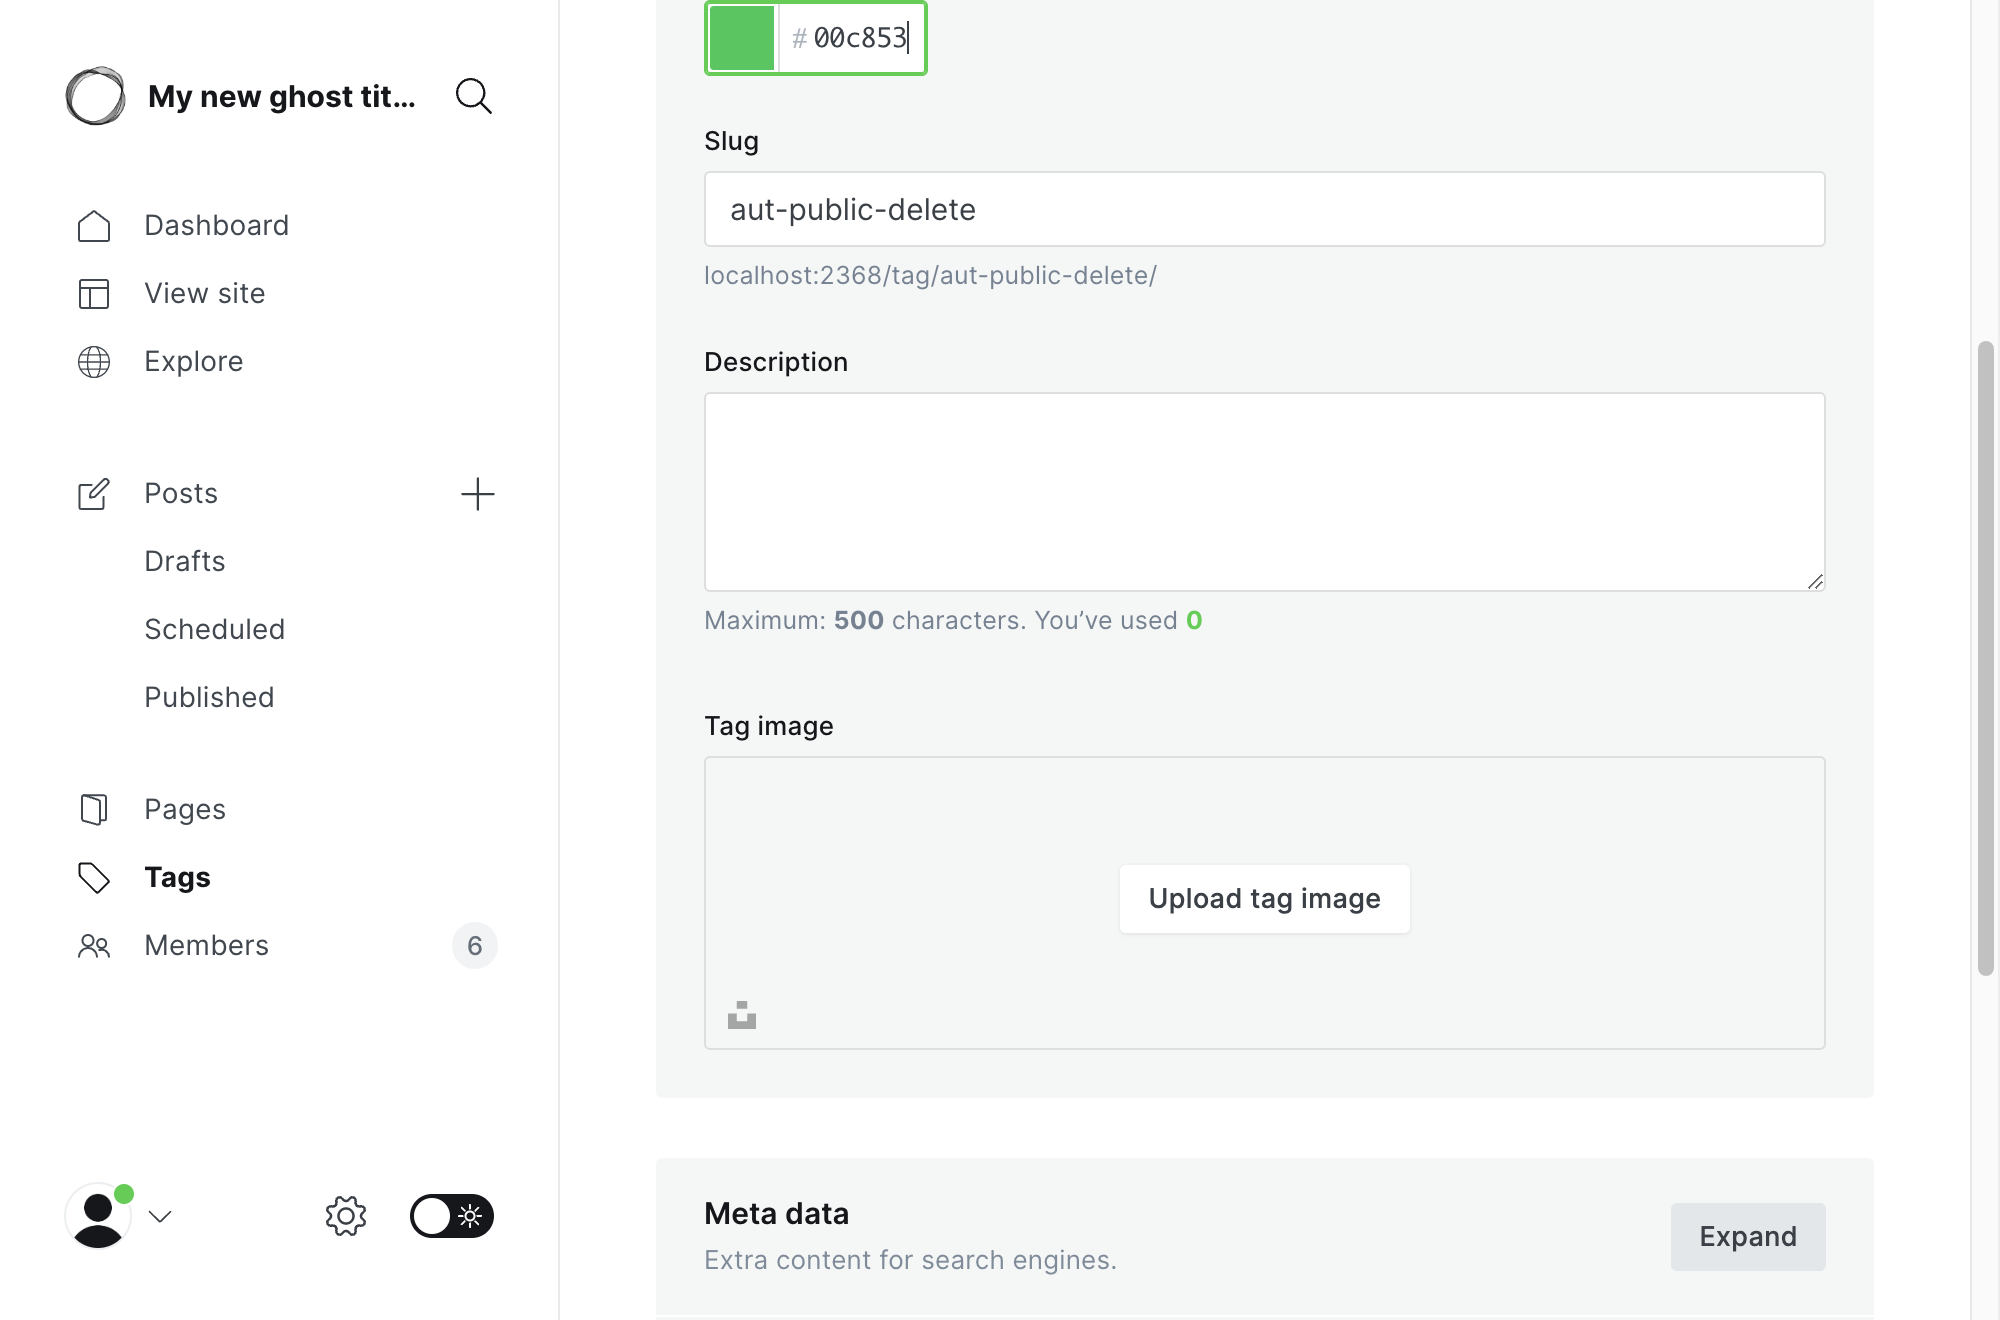 My new ghost tit...
Dashboard
View site
Explore
Posts
Drafts
Scheduled
Published
Pages
Tags
Members
6
# 00c853
Slug
aut-public-delete
localhost:2368/tag/aut-public-delete/
Description
Maximum: 500 characters. You’ve used 0
Tag image
Upload tag image
Meta data
Extra content for search engines.
Expand